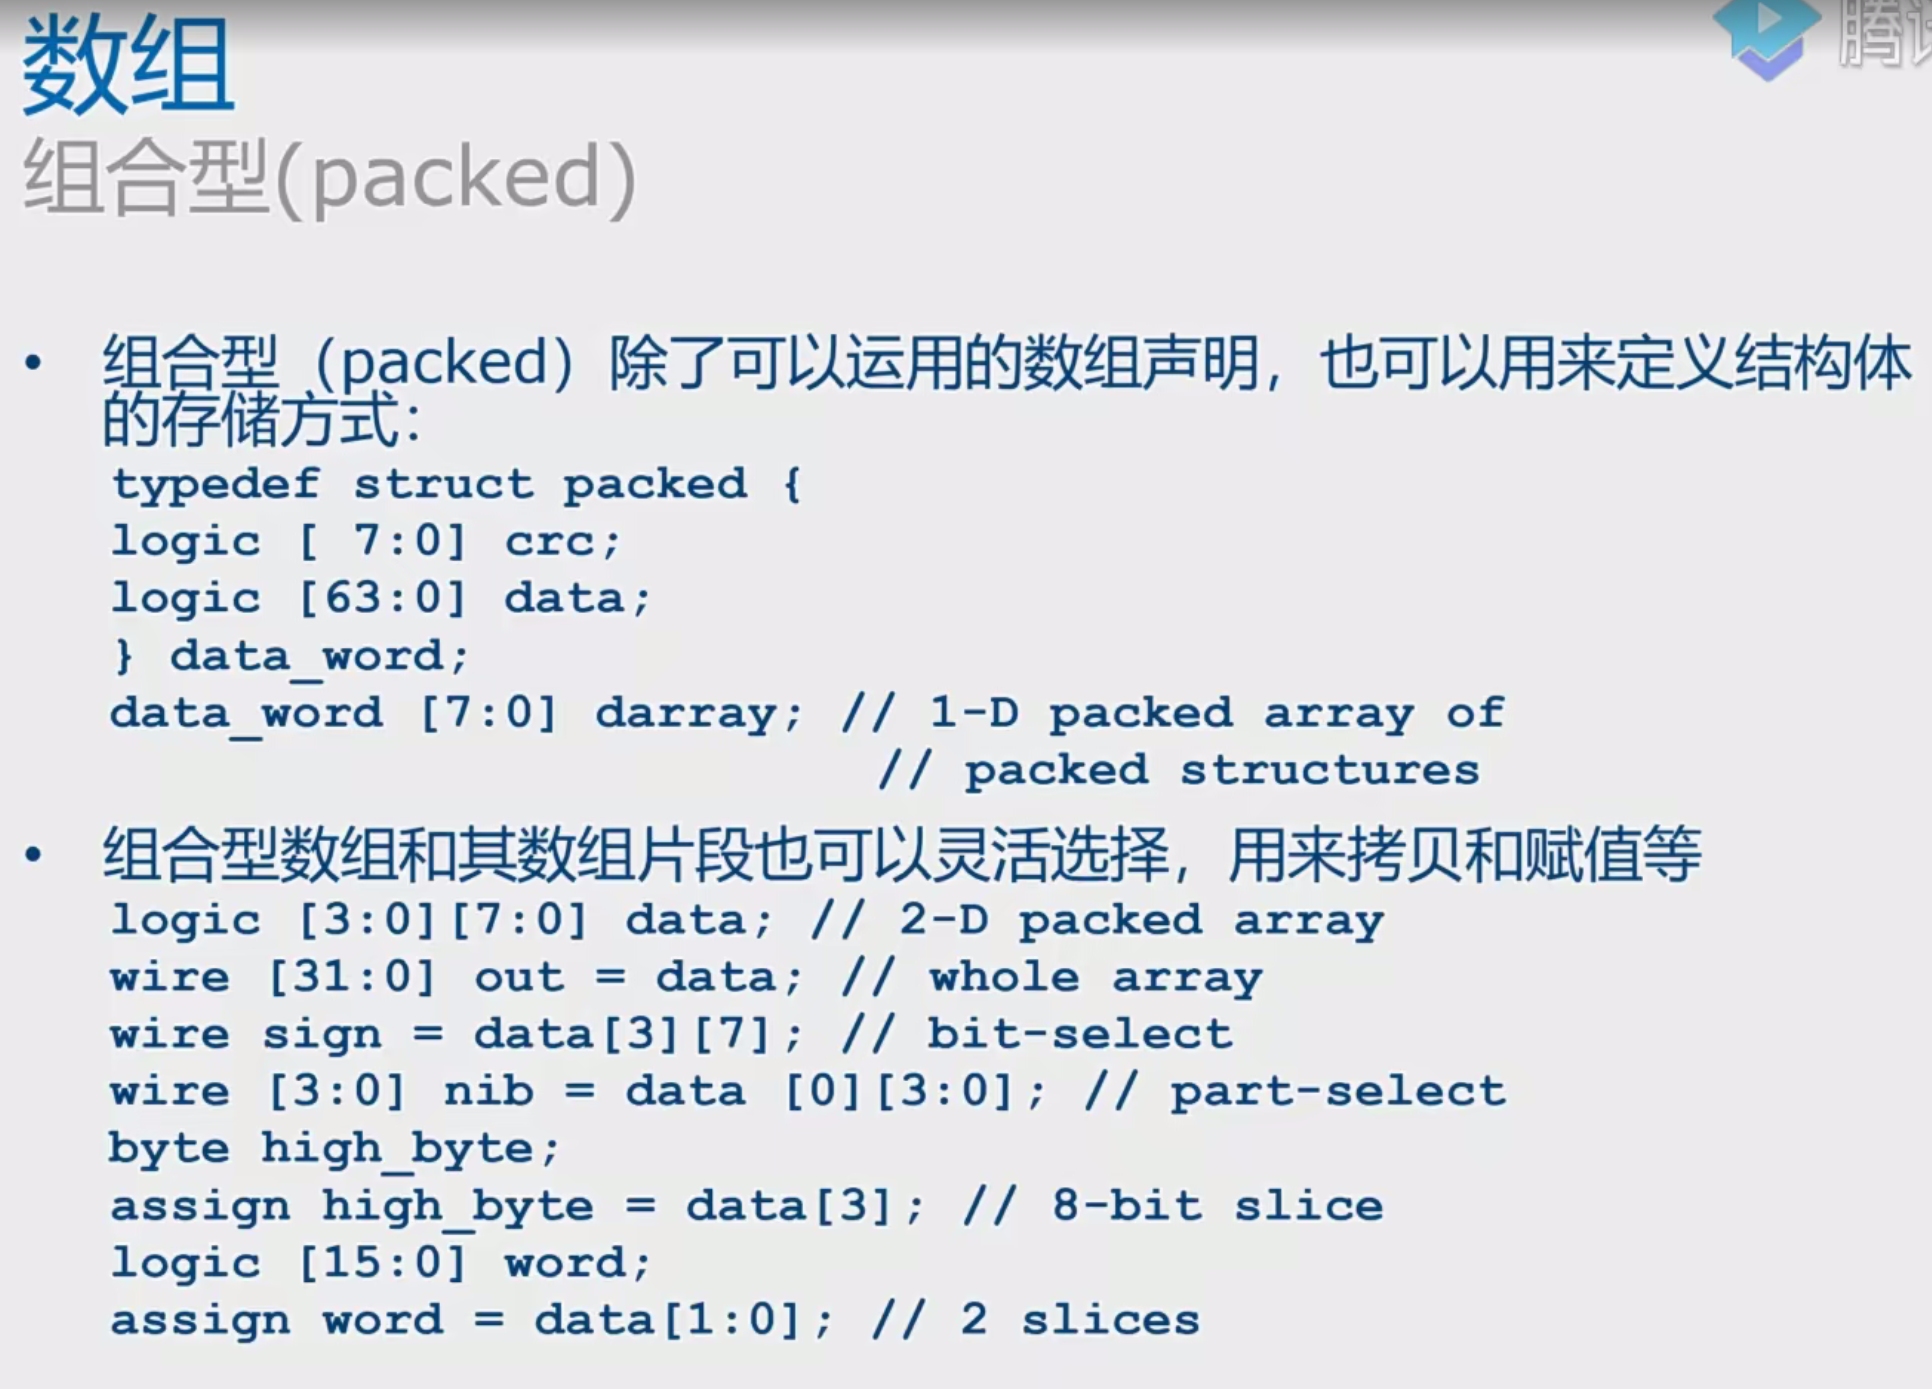 数组
组合型(packed)
• 组合型（packed）除了可以运用的数组声明，也可以用来定义结构体
的存储方式：
typedef struct packed {
logic [ 7:0] crc;
logic [63:0] data;
} data_word;
data_word [7:0] darray; // 1-D packed array of
// packed structures
• 组合型数组和其数组片段也可以灵活选择，用来拷贝和赋值等
logic [3:0][7:0] data; // 2-D packed array
wire [31:0] out = data; // whole array
wire sign = data[3][7]; // bit-select
wire [3:0] nib = data [0][3:0]; // part-select
byte high_byte;
assign high_byte = data[3]; // 8-bit slice
logic [15:0] word;
assign word = data[1:0]; // 2 slices